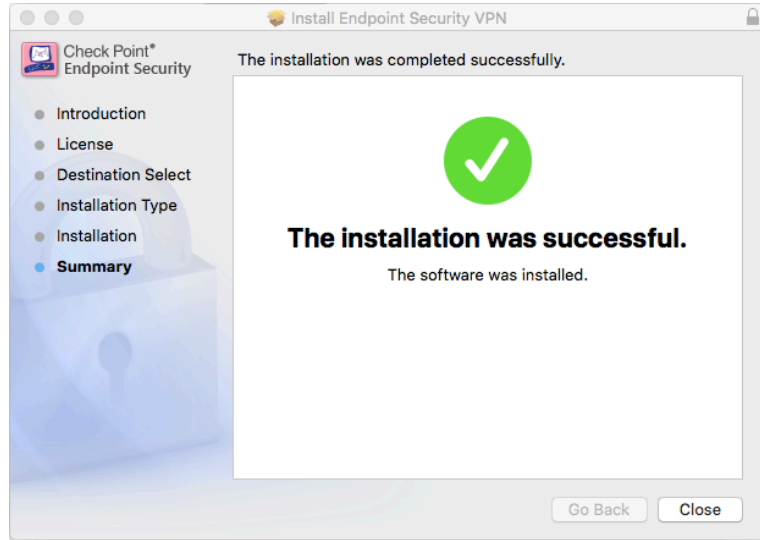 Install Endpoint Security VPN
Check Point®
Endpoint Security
The installation was completed successfully.
Introduction
License
Destination Select
Installation Type
Installation
Summary
The installation was successful.
The software was installed.
Go Back
Close